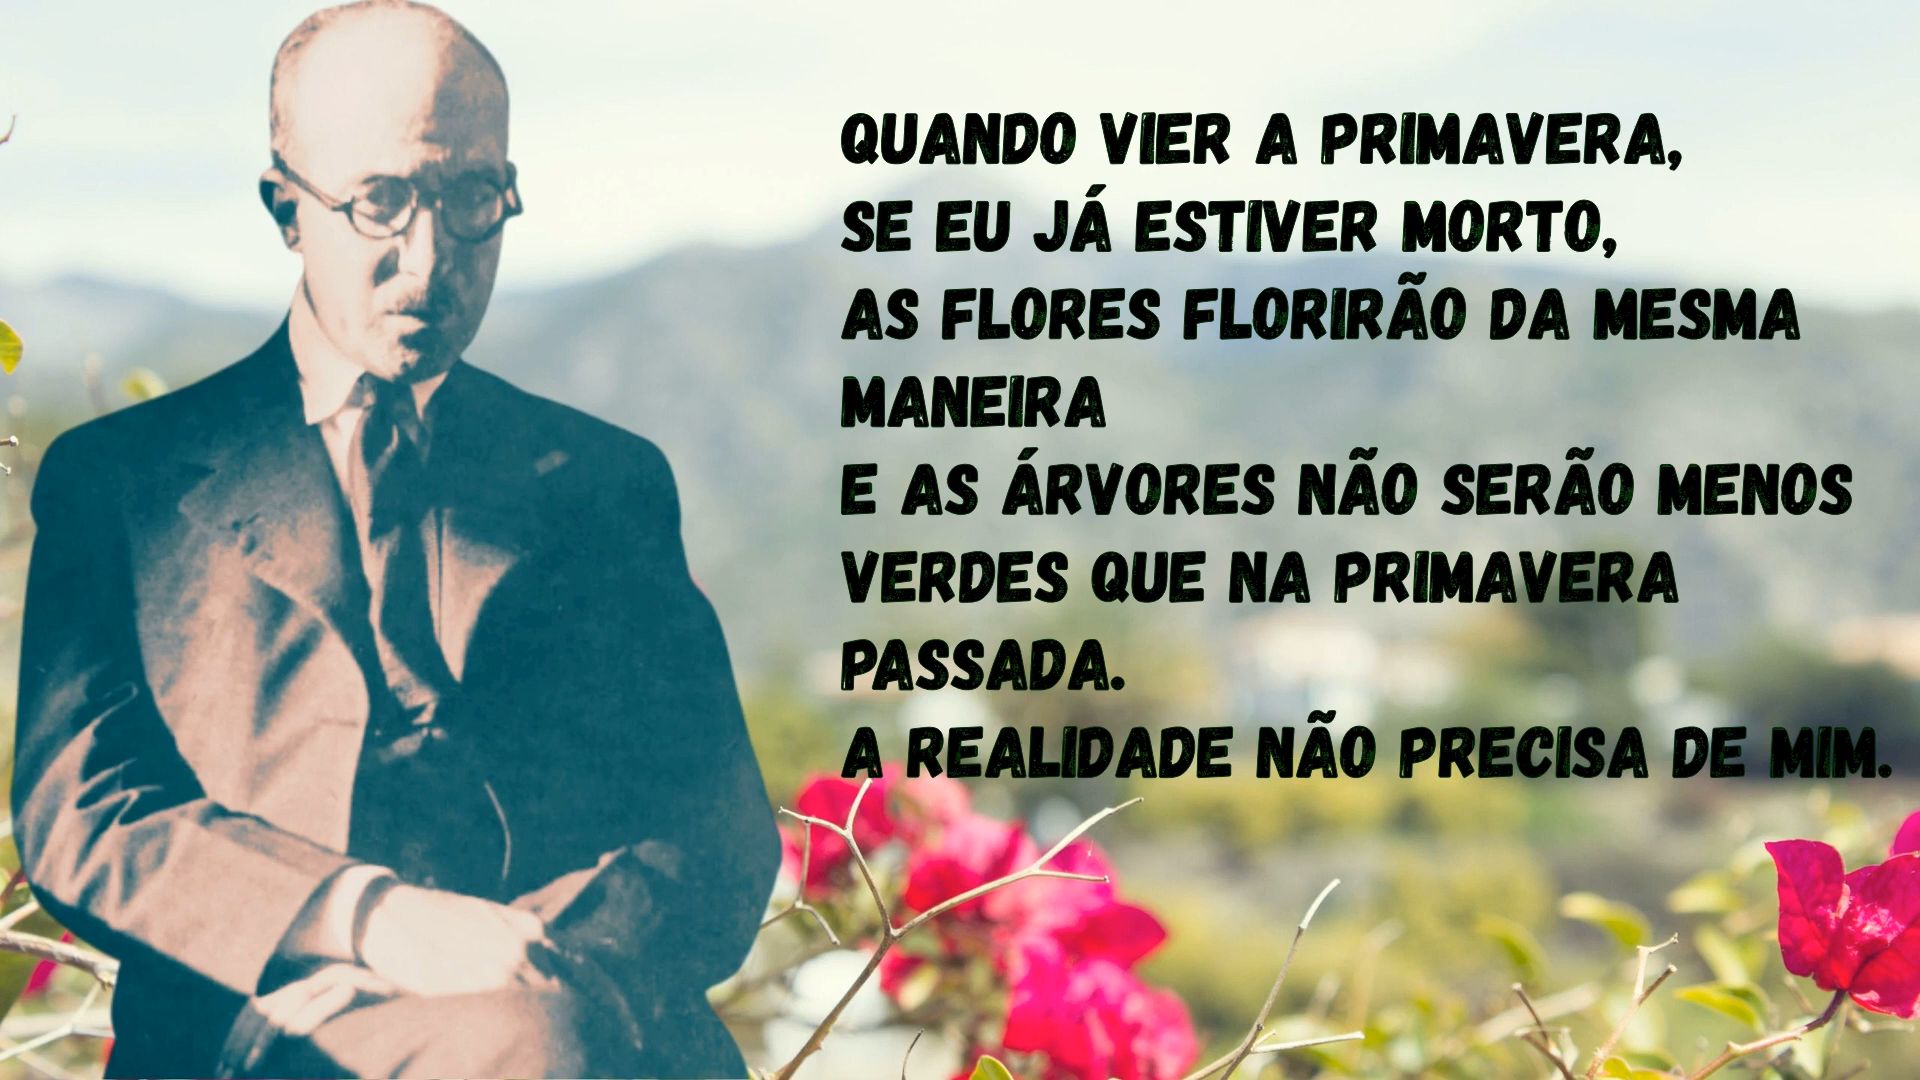 QUANDO VIER A PRIMAVERA,
SE EU JÁ ESTIVER MORTO,
AS FLORES FLORIRÃO DA MESMA
MANEIRA
E AS ÁRVORES NÃO SERÃO MENOS
VERDES QUE NA PRIMAVERA
PASSADA.
A REALIDADE NÃO PRECISA DE MIM.